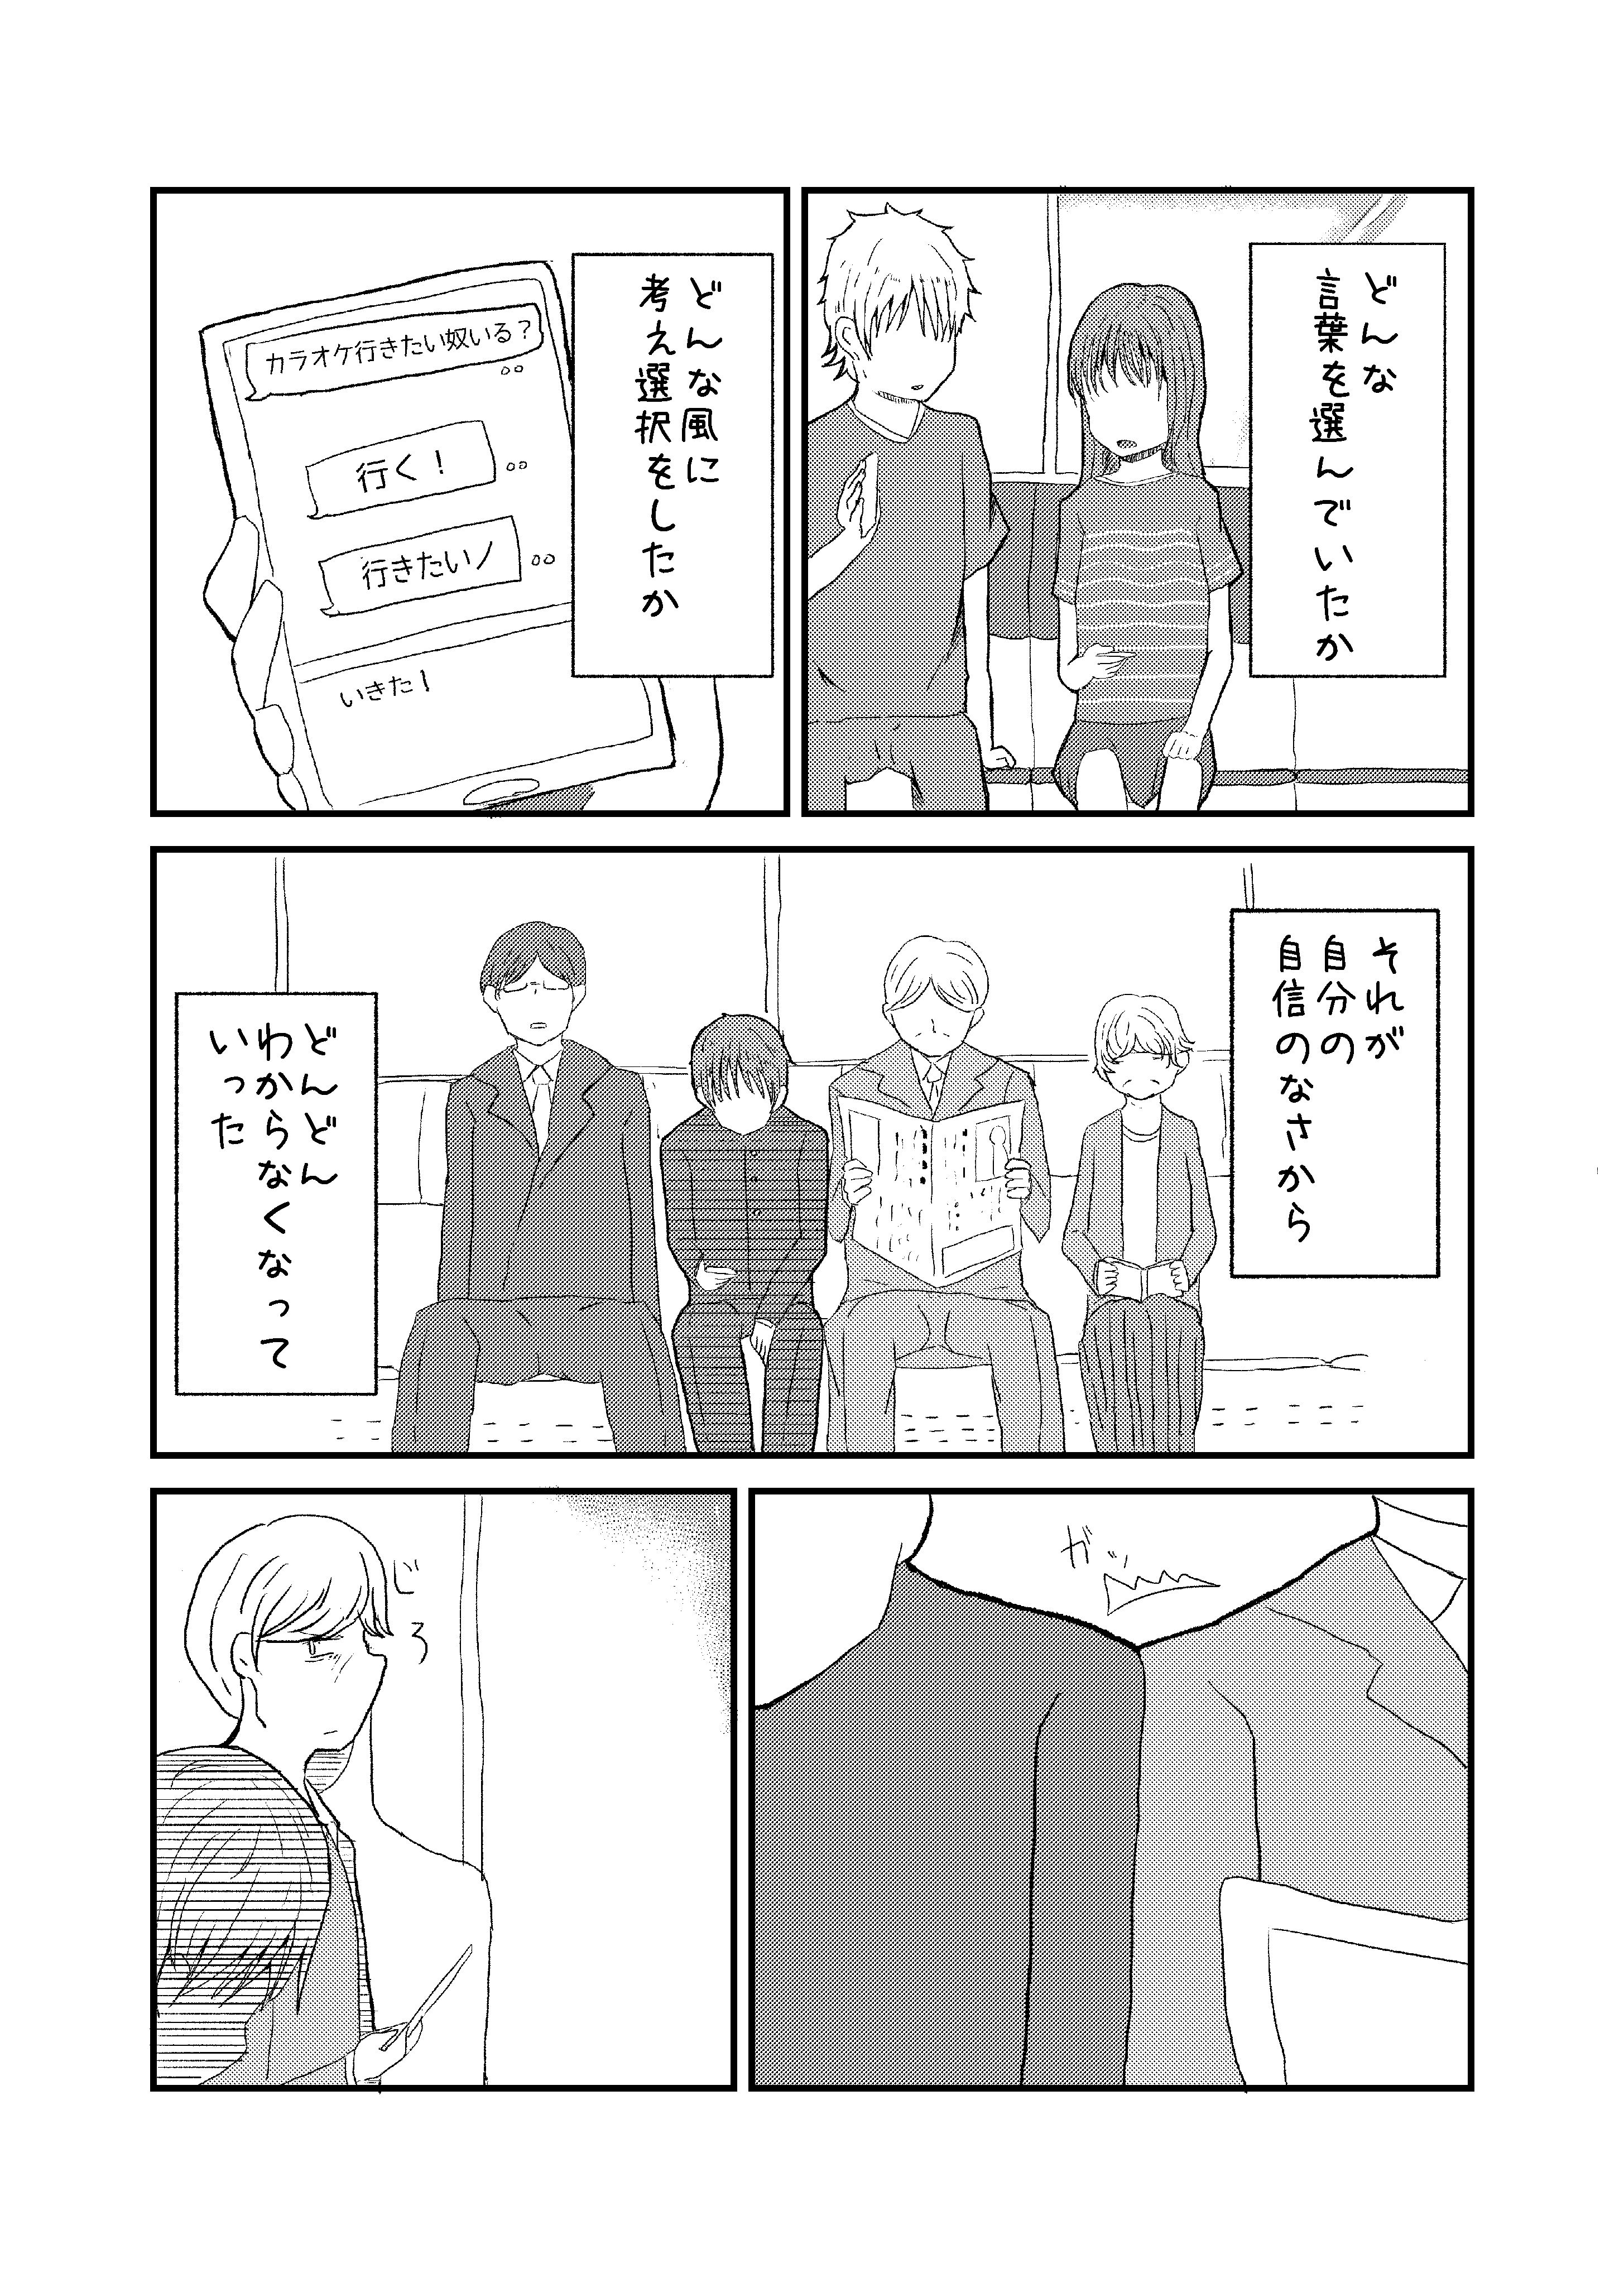 どんな
言葉を選んでいたか
どんな風に
考え選択をしたか
カラオケ行きたい奴いる？
行く！
行きたいノ
いきた
それが
自分の
自信のなさから
どんどん
わからなくなって
いった
ガッ
じろ